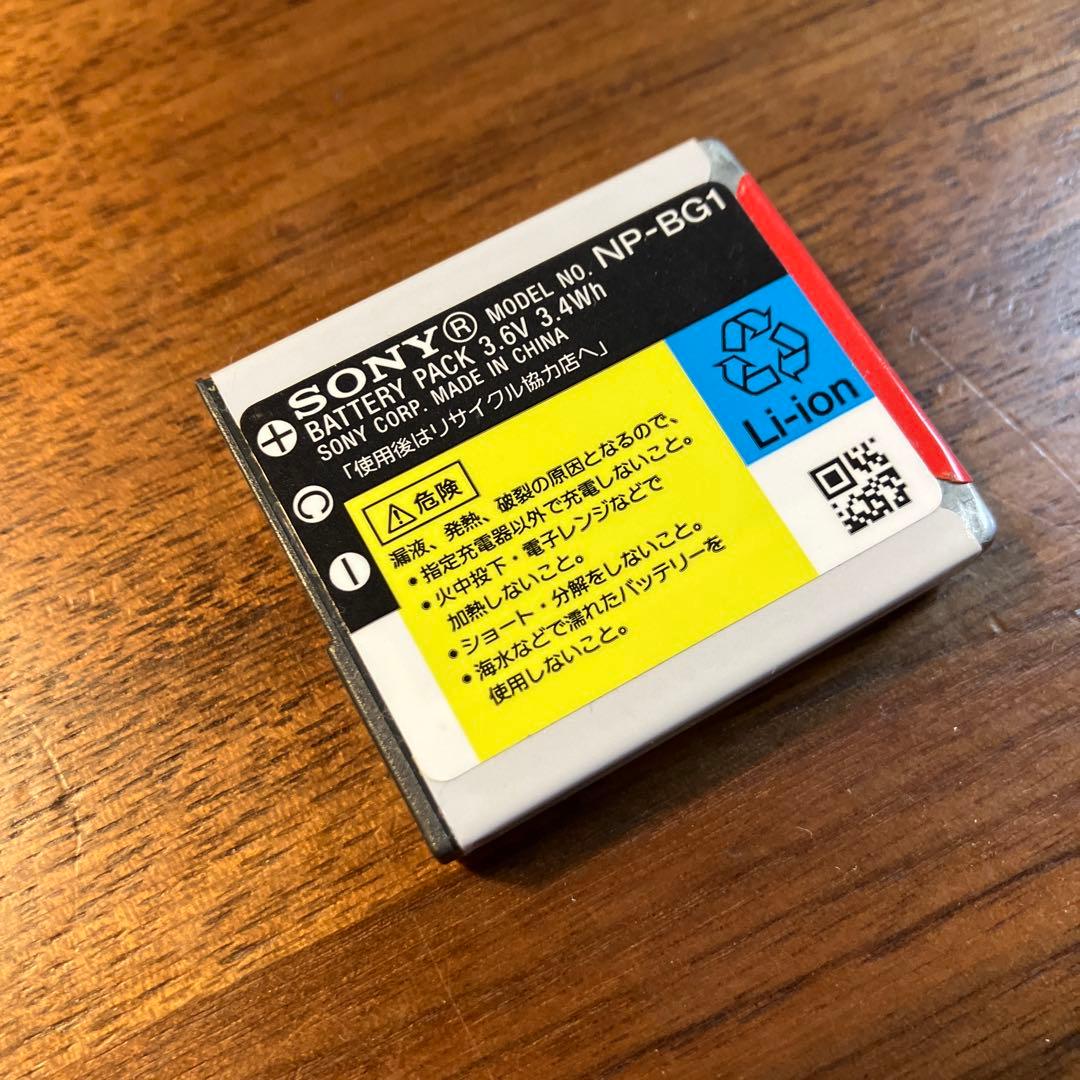 SONY® MODEL NO. NP-BG1
BATTERY PACK 3.6V 3.4Wh
SONY CORP. MADE IN CHINA
「使用後はリサイクル協力店へ」
Li-ion
⚠危険
漏液、発熱、破裂の原因となるので、
•指定充電器以外で充電しないこと。
•火中投下・電子レンジなどで
加熱しないこと。
•ショート・分解をしないこと。
•海水などで濡れたバッテリーを
使用しないこと。
+
C
−